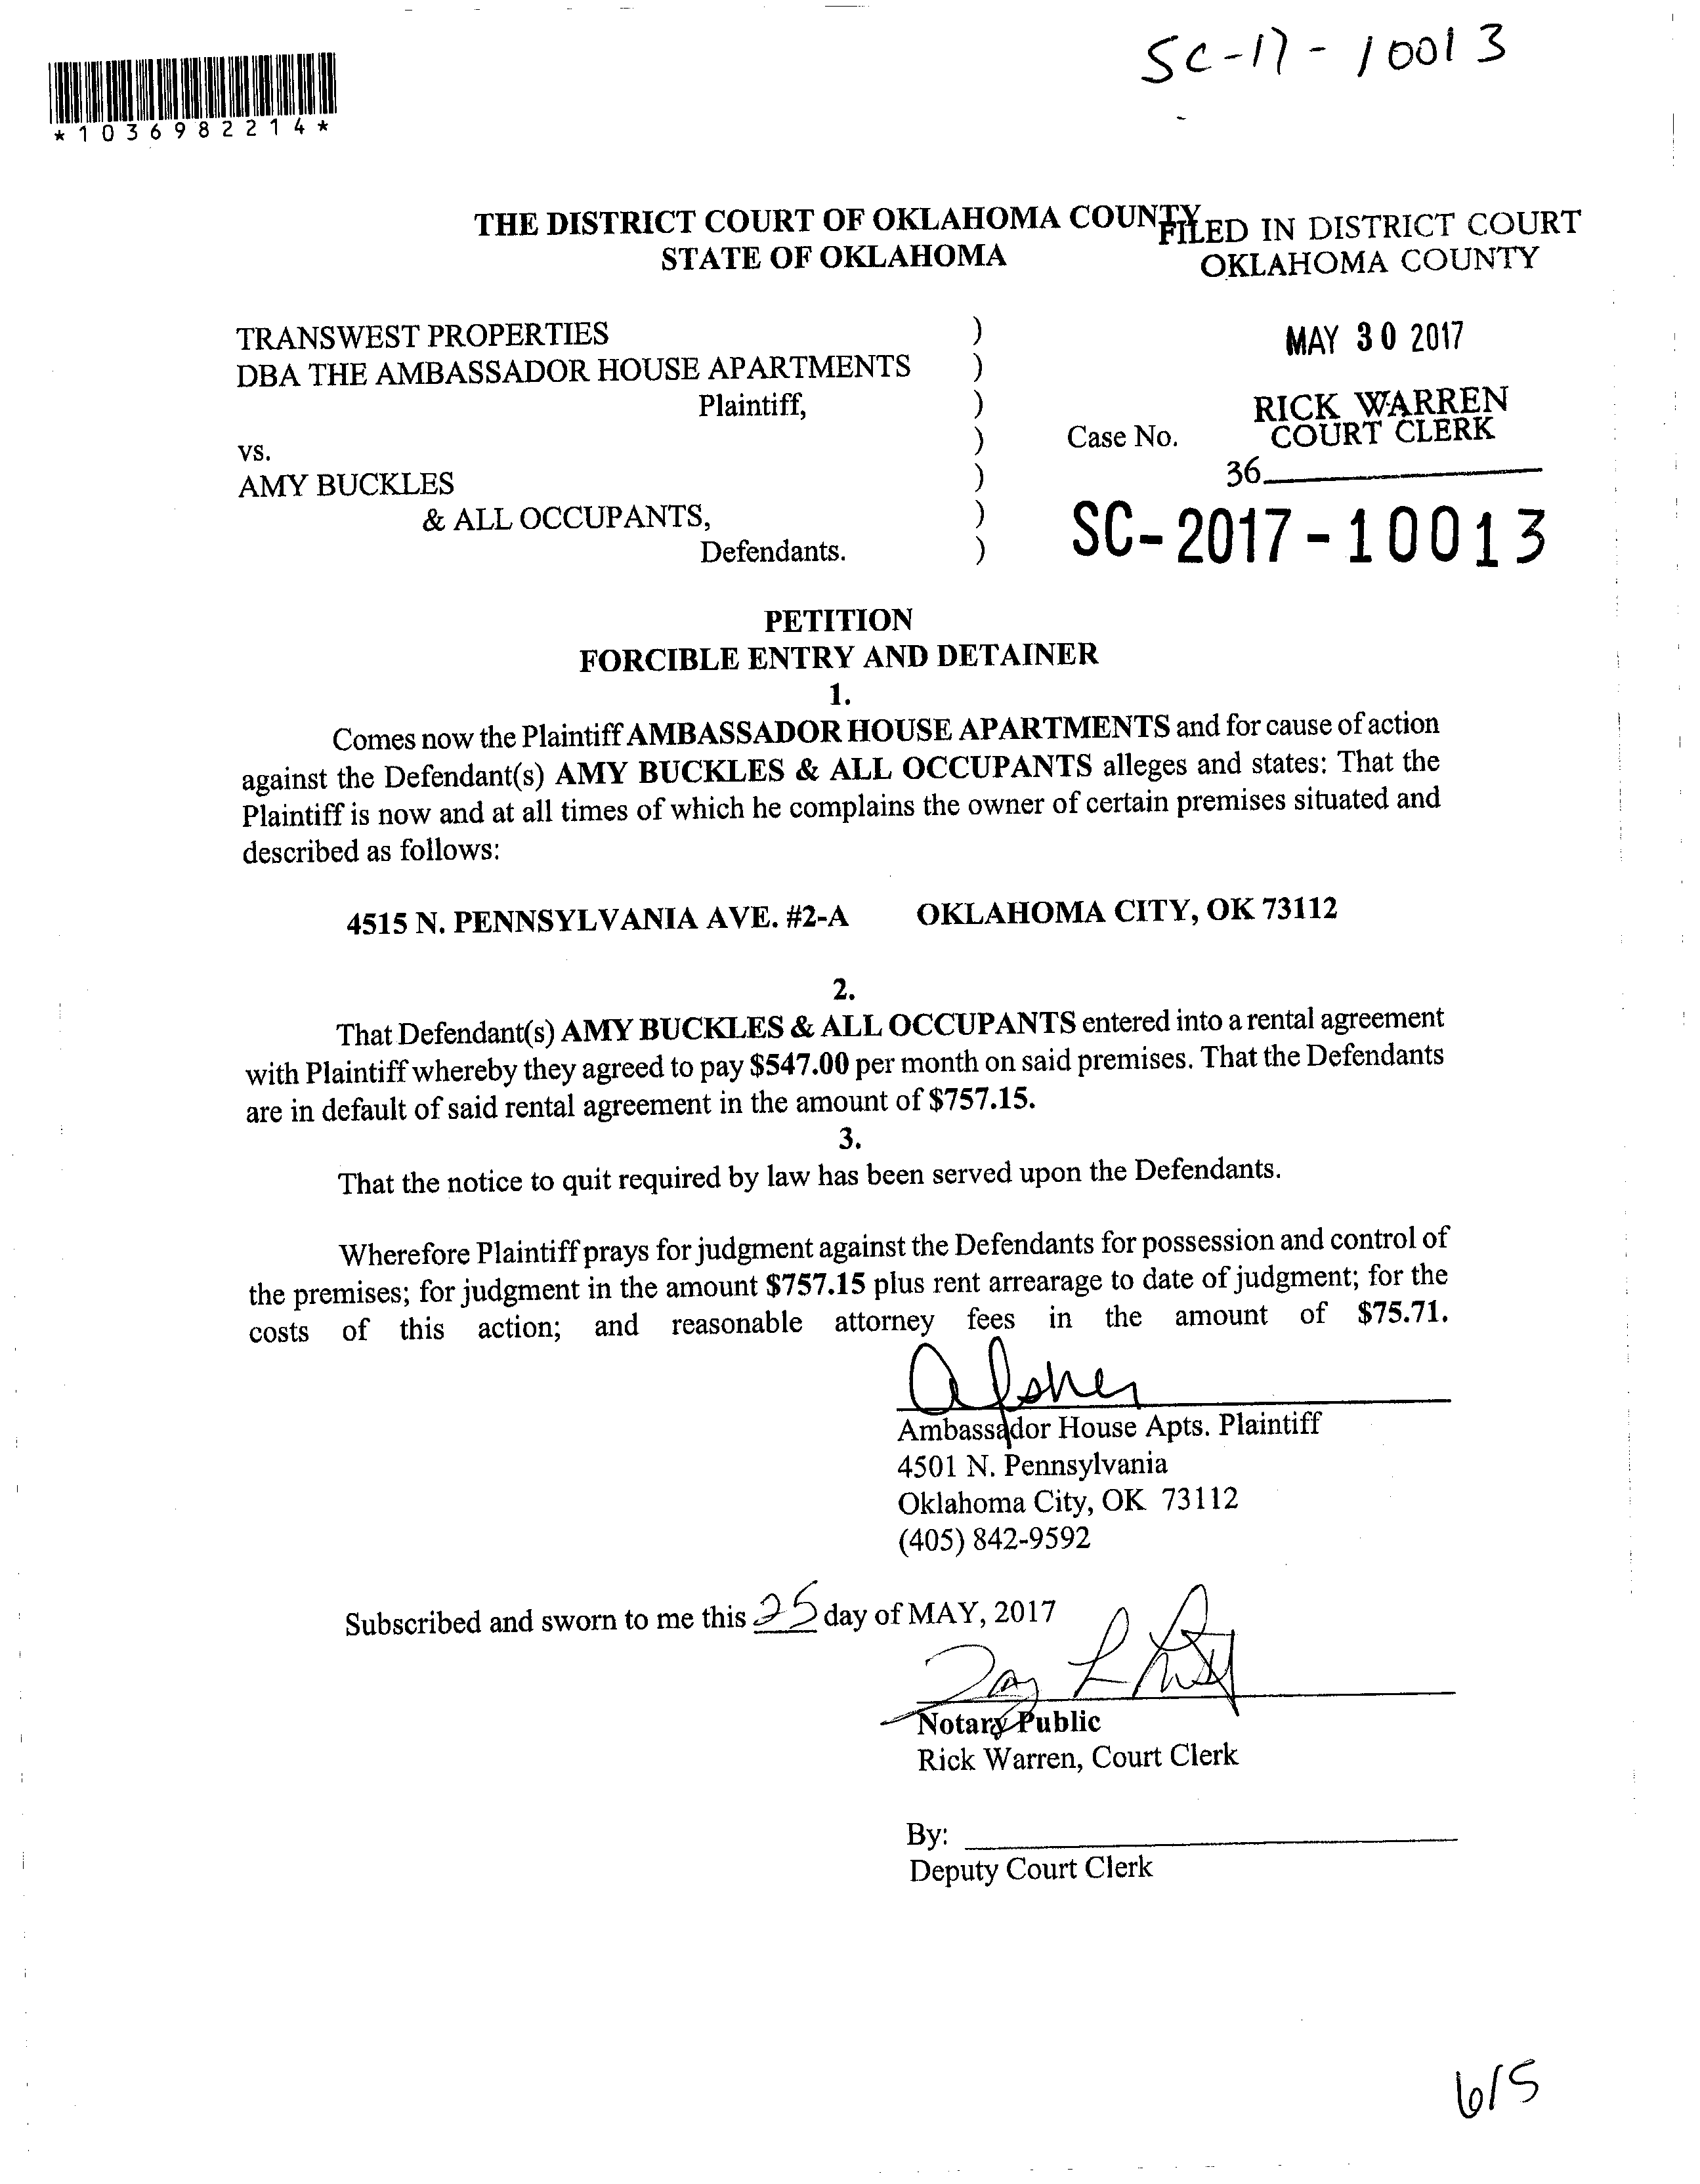 SC-17-10013
*1036982214*
THE DISTRICT COURT OF OKLAHOMA COUNTY
FILED IN DISTRICT COURT
STATE OF OKLAHOMA
OKLAHOMA COUNTY
TRANSWEST PROPERTIES )
MAY 30 2017
DBA THE AMBASSADOR HOUSE APARTMENTS )
Plaintiff, )
RICK WARREN
COURT CLERK
vs. ) Case No.
36
AMY BUCKLES )
& ALL OCCUPANTS, )
SC-2017-10013
Defendants. )
PETITION
FORCIBLE ENTRY AND DETAINER
1.
Comes now the Plaintiff AMBASSADOR HOUSE APARTMENTS and for cause of action
against the Defendant(s) AMY BUCKLES & ALL OCCUPANTS alleges and states: That the
Plaintiff is now and at all times of which he complains the owner of certain premises situated and
described as follows:
4515 N. PENNSYLVANIA AVE. #2-A OKLAHOMA CITY, OK 73112
2.
That Defendant(s) AMY BUCKLES & ALL OCCUPANTS entered into a rental agreement
with Plaintiff whereby they agreed to pay $547.00 per month on said premises. That the Defendants
are in default of said rental agreement in the amount of $757.15.
3.
That the notice to quit required by law has been served upon the Defendants.
Wherefore Plaintiff prays for judgment against the Defendants for possession and control of
the premises; for judgment in the amount $757.15 plus rent arrearage to date of judgment; for the
costs of this action; and reasonable attorney fees in the amount of $75.71.
Ambassador House Apts. Plaintiff
4501 N. Pennsylvania
Oklahoma City, OK 73112
(405) 842-9592
Subscribed and sworn to me this 25 day of MAY, 2017
Notary Public
Rick Warren, Court Clerk
By:
Deputy Court Clerk
6/5